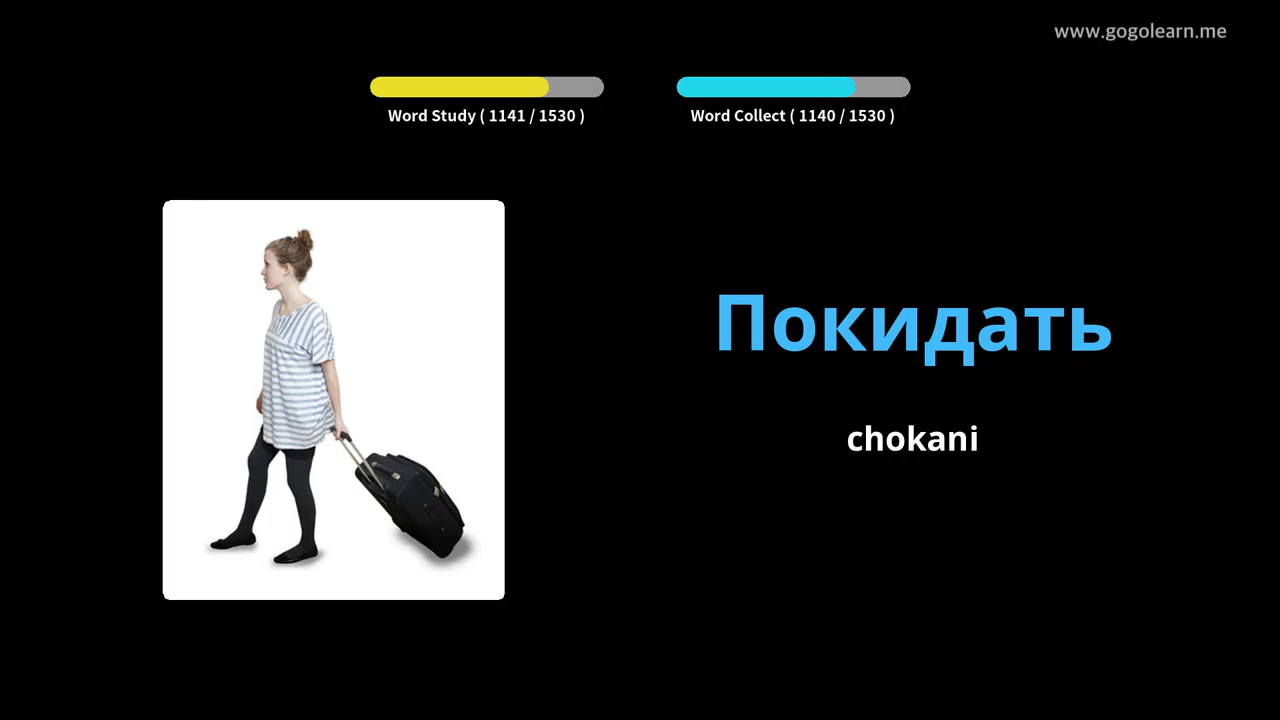 www.gogolearn.me
Word Study ( 1141 / 1530 )
Word Collect ( 1140 / 1530 )
Покидать
chokani